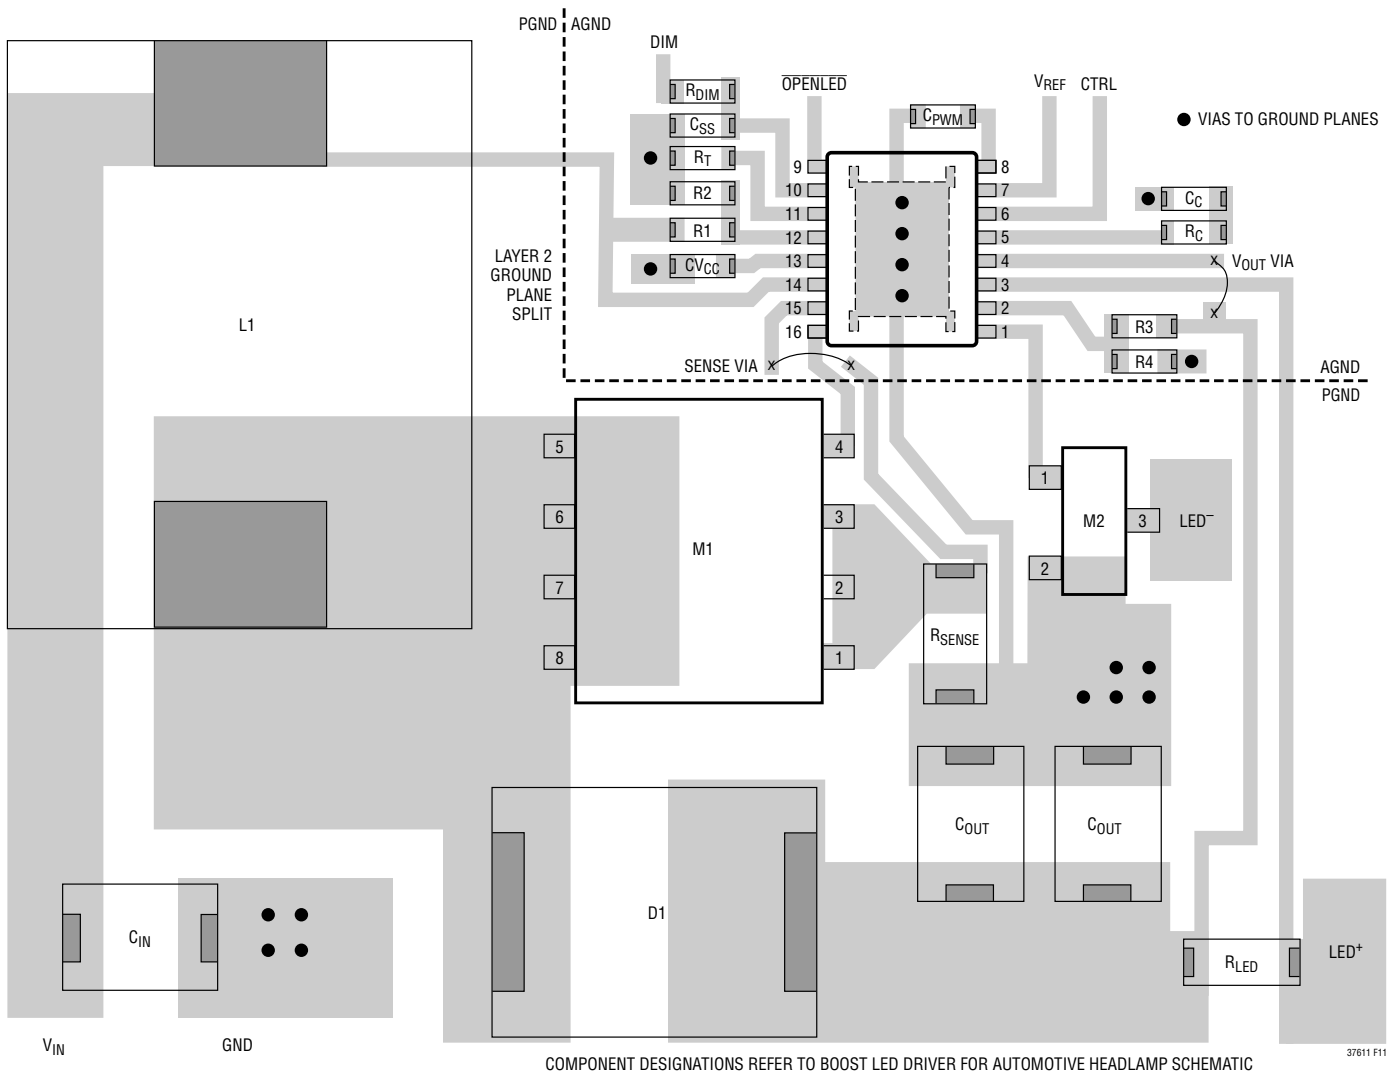 PGND AGND
DIM
OPENLED
VREF CTRL
RDIM
CPWM
CSS
VIAS TO GROUND PLANES
RT
9 8
R2
10 7
CC
11 6
R1
12 5
RC
LAYER 2
GROUND
PLANE
SPLIT
CVCC
13 4
VOUT VIA
14 3
15 2
L1
16 1
R3
SENSE VIA x x
x
x
R4
AGND
PGND
5 4
1
6 3
M1
M2
3
LED–
7 2
2
8 1
RSENSE
COUT
COUT
D1
CIN
RLED
LED+
VIN
GND
COMPONENT DESIGNATIONS REFER TO BOOST LED DRIVER FOR AUTOMOTIVE HEADLAMP SCHEMATIC
37611 F11